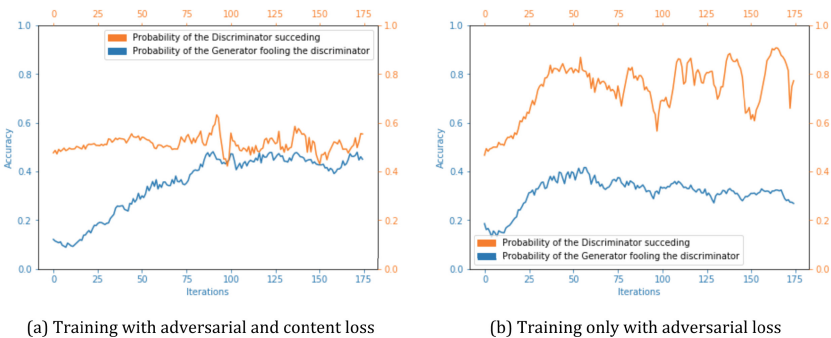 0 25 50 75 100 125 150 175
1.0 0.8 0.6 0.4 0.2 0.0
Accuracy
Probability of the Discriminator succeding
Probability of the Generator fooling the discriminator
1.0 0.8 0.6 0.4 0.2 0.0
0 25 50 75 100 125 150 175
Iterations
(a) Training with adversarial and content loss
0 25 50 75 100 125 150 175
1.0 0.8 0.6 0.4 0.2 0.0
Accuracy
Probability of the Discriminator succeding
Probability of the Generator fooling the discriminator
1.0 0.8 0.6 0.4 0.2 0.0
0 25 50 75 100 125 150 175
Iterations
(b) Training only with adversarial loss